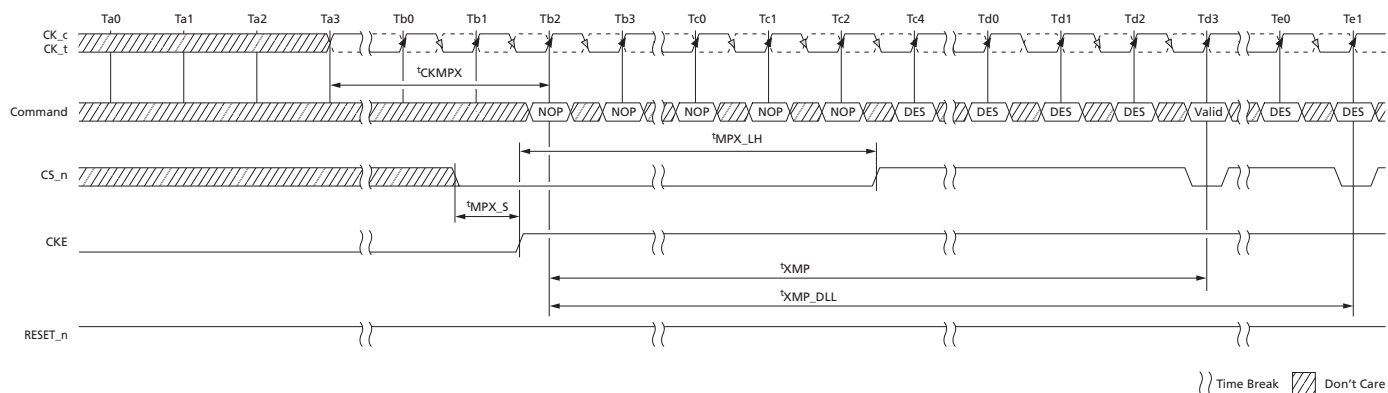 Ta0 Ta1 Ta2 Ta3 Tb0 Tb1 Tb2 Tb3 Tc0 Tc1 Tc2 Tc4 Td0 Td1 Td2 Td3 Te0 Te1
CK_c
CK_t
tCKMPX
Command NOP NOP NOP NOP NOP DES DES DES DES Valid DES DES
tMPX_LH
CS_n
tMPX_S
CKE
tXMP
tXMP_DLL
RESET_n
Time Break Don't Care